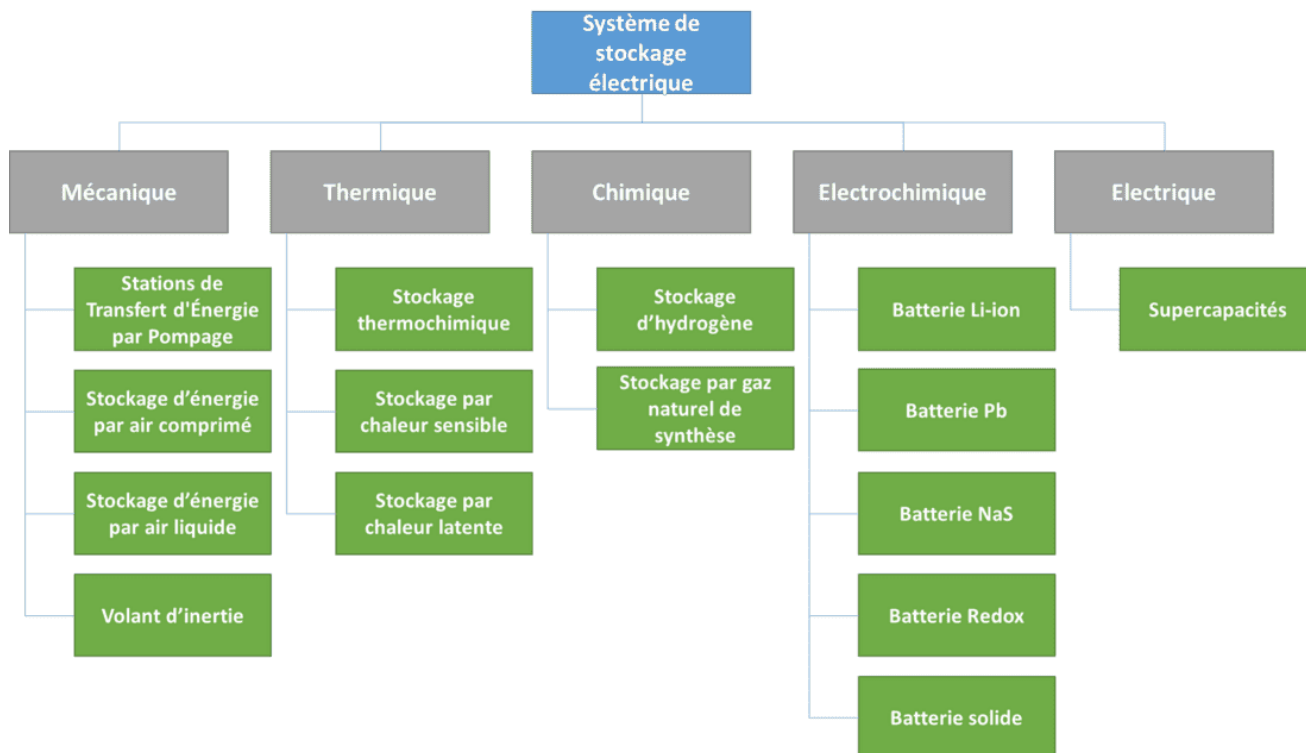 Système de
stockage
électrique
Mécanique
Thermique
Chimique
Electrochimique
Electrique
Stations de
Transfert d'Énergie
par Pompage
Stockage d’énergie
par air comprimé
Stockage d’énergie
par air liquide
Volant d’inertie
Stockage
thermochimique
Stockage par
chaleur sensible
Stockage par
chaleur latente
Stockage
d’hydrogène
Stockage par gaz
naturel de
synthèse
Batterie Li-ion
Batterie Pb
Batterie NaS
Batterie Redox
Batterie solide
Supercapacités